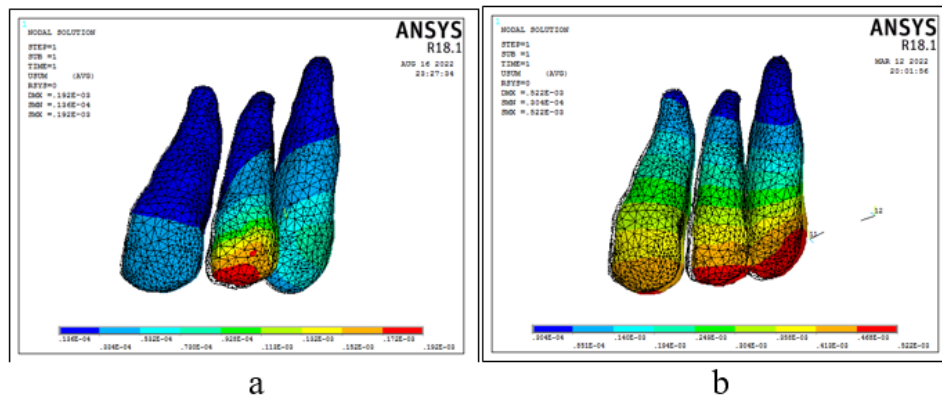 1
NODAL SOLUTION
STEP=1
SUB =1
TIME=1
USUM (AVG)
RSYS=0
DMX =.192E-03
SMN =.136E-04
SMX =.192E-03
ANSYS
R18.1
AUG 16 2022
23:27:34
.136E-04 .532E-04 .928E-04 .132E-03 .172E-03
.334E-04 .730E-04 .113E-03 .152E-03 .192E-03
a
1
NODAL SOLUTION
STEP=1
SUB =1
TIME=1
USUM (AVG)
RSYS=0
DMX =.522E-03
SMN =.304E-04
SMX =.522E-03
ANSYS
R18.1
MAR 12 2022
20:01:56
12
11
.304E-04 .140E-03 .249E-03 .358E-03 .468E-03
.851E-04 .194E-03 .304E-03 .413E-03 .522E-03
b